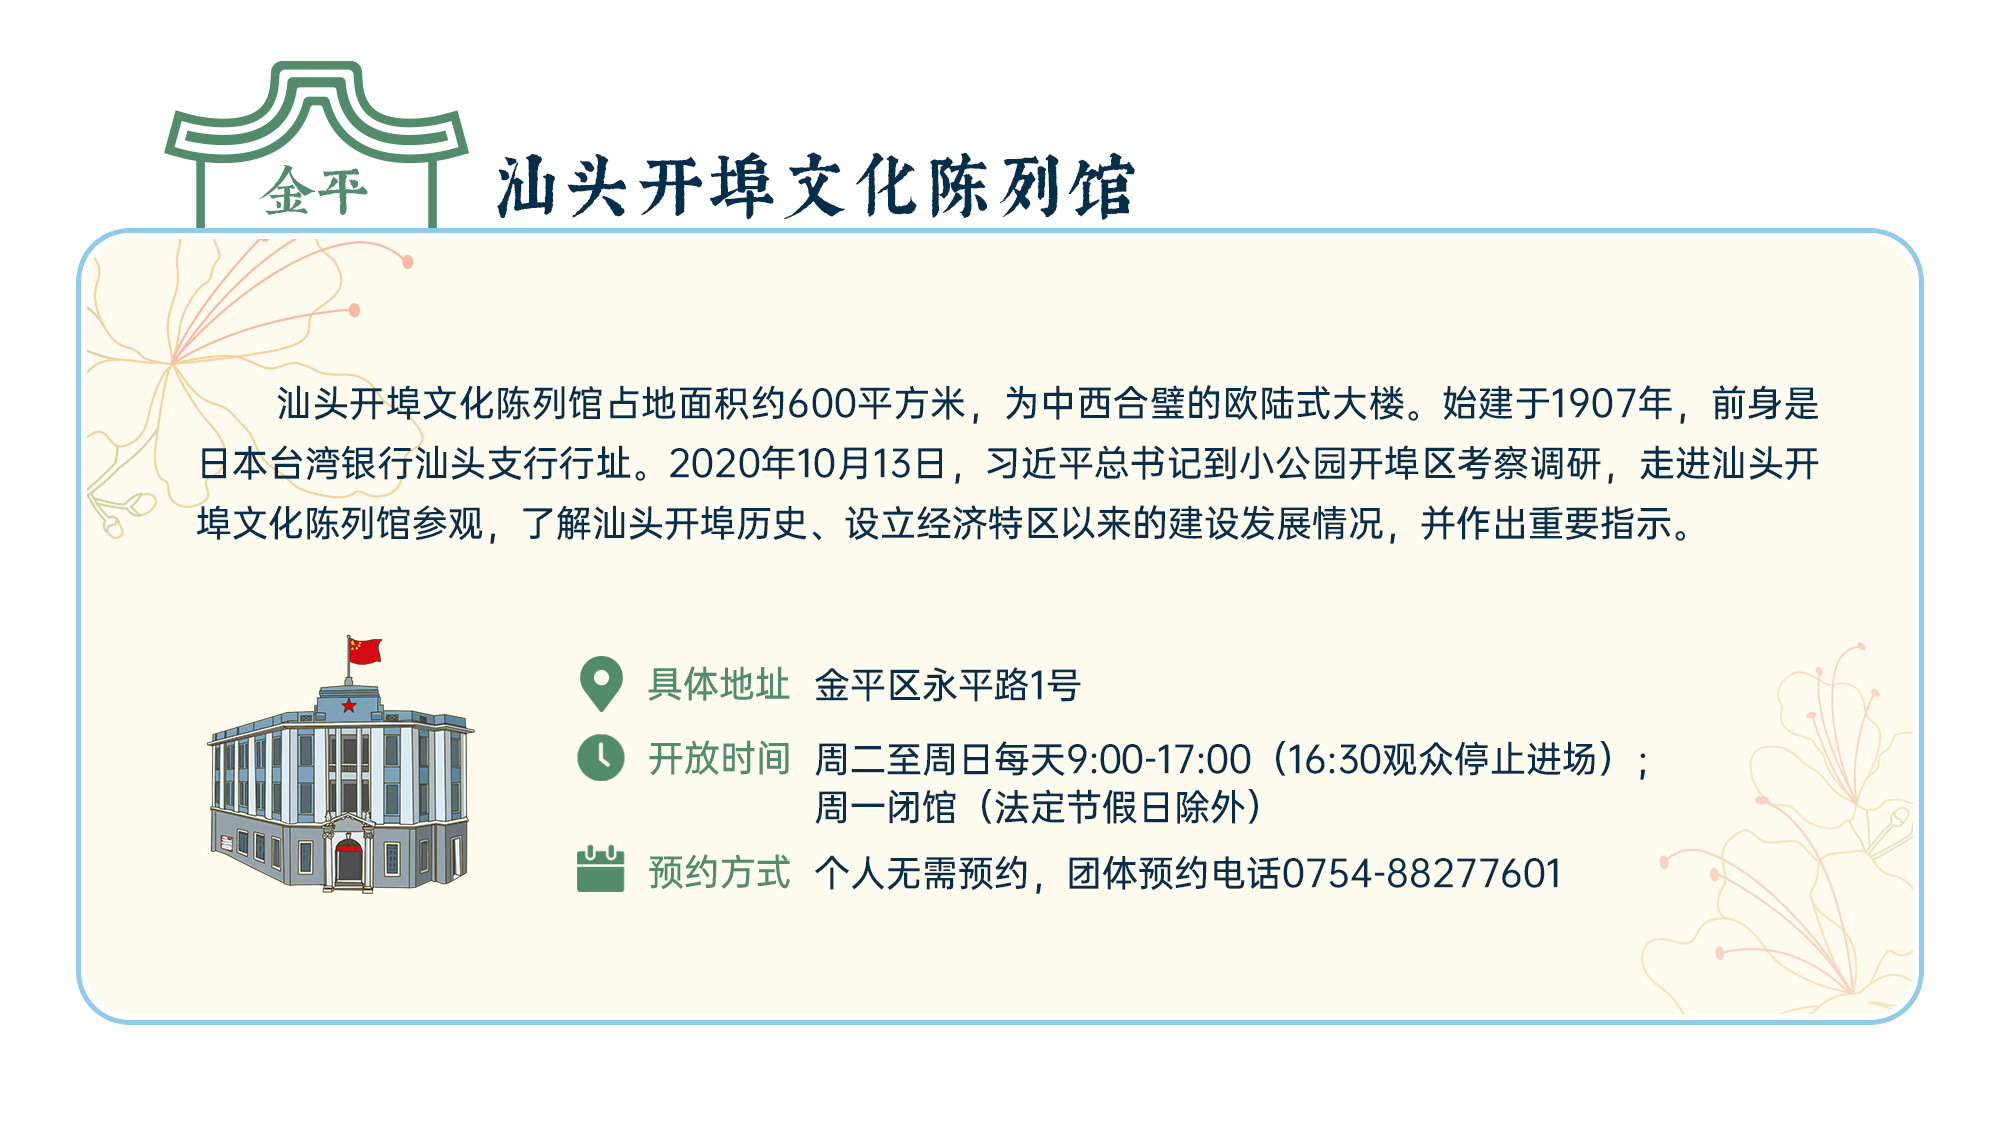 金平
汕头开埠文化陈列馆
汕头开埠文化陈列馆占地面积约600平方米，为中西合璧的欧陆式大楼。始建于1907年，前身是
日本台湾银行汕头支行行址。2020年10月13日，习近平总书记到小公园开埠区考察调研，走进汕头开
埠文化陈列馆参观，了解汕头开埠历史、设立经济特区以来的建设发展情况，并作出重要指示。
具体地址 金平区永平路1号
开放时间 周二至周日每天9:00-17:00（16:30观众停止进场）；
周一闭馆（法定节假日除外）
预约方式 个人无需预约，团体预约电话0754-88277601